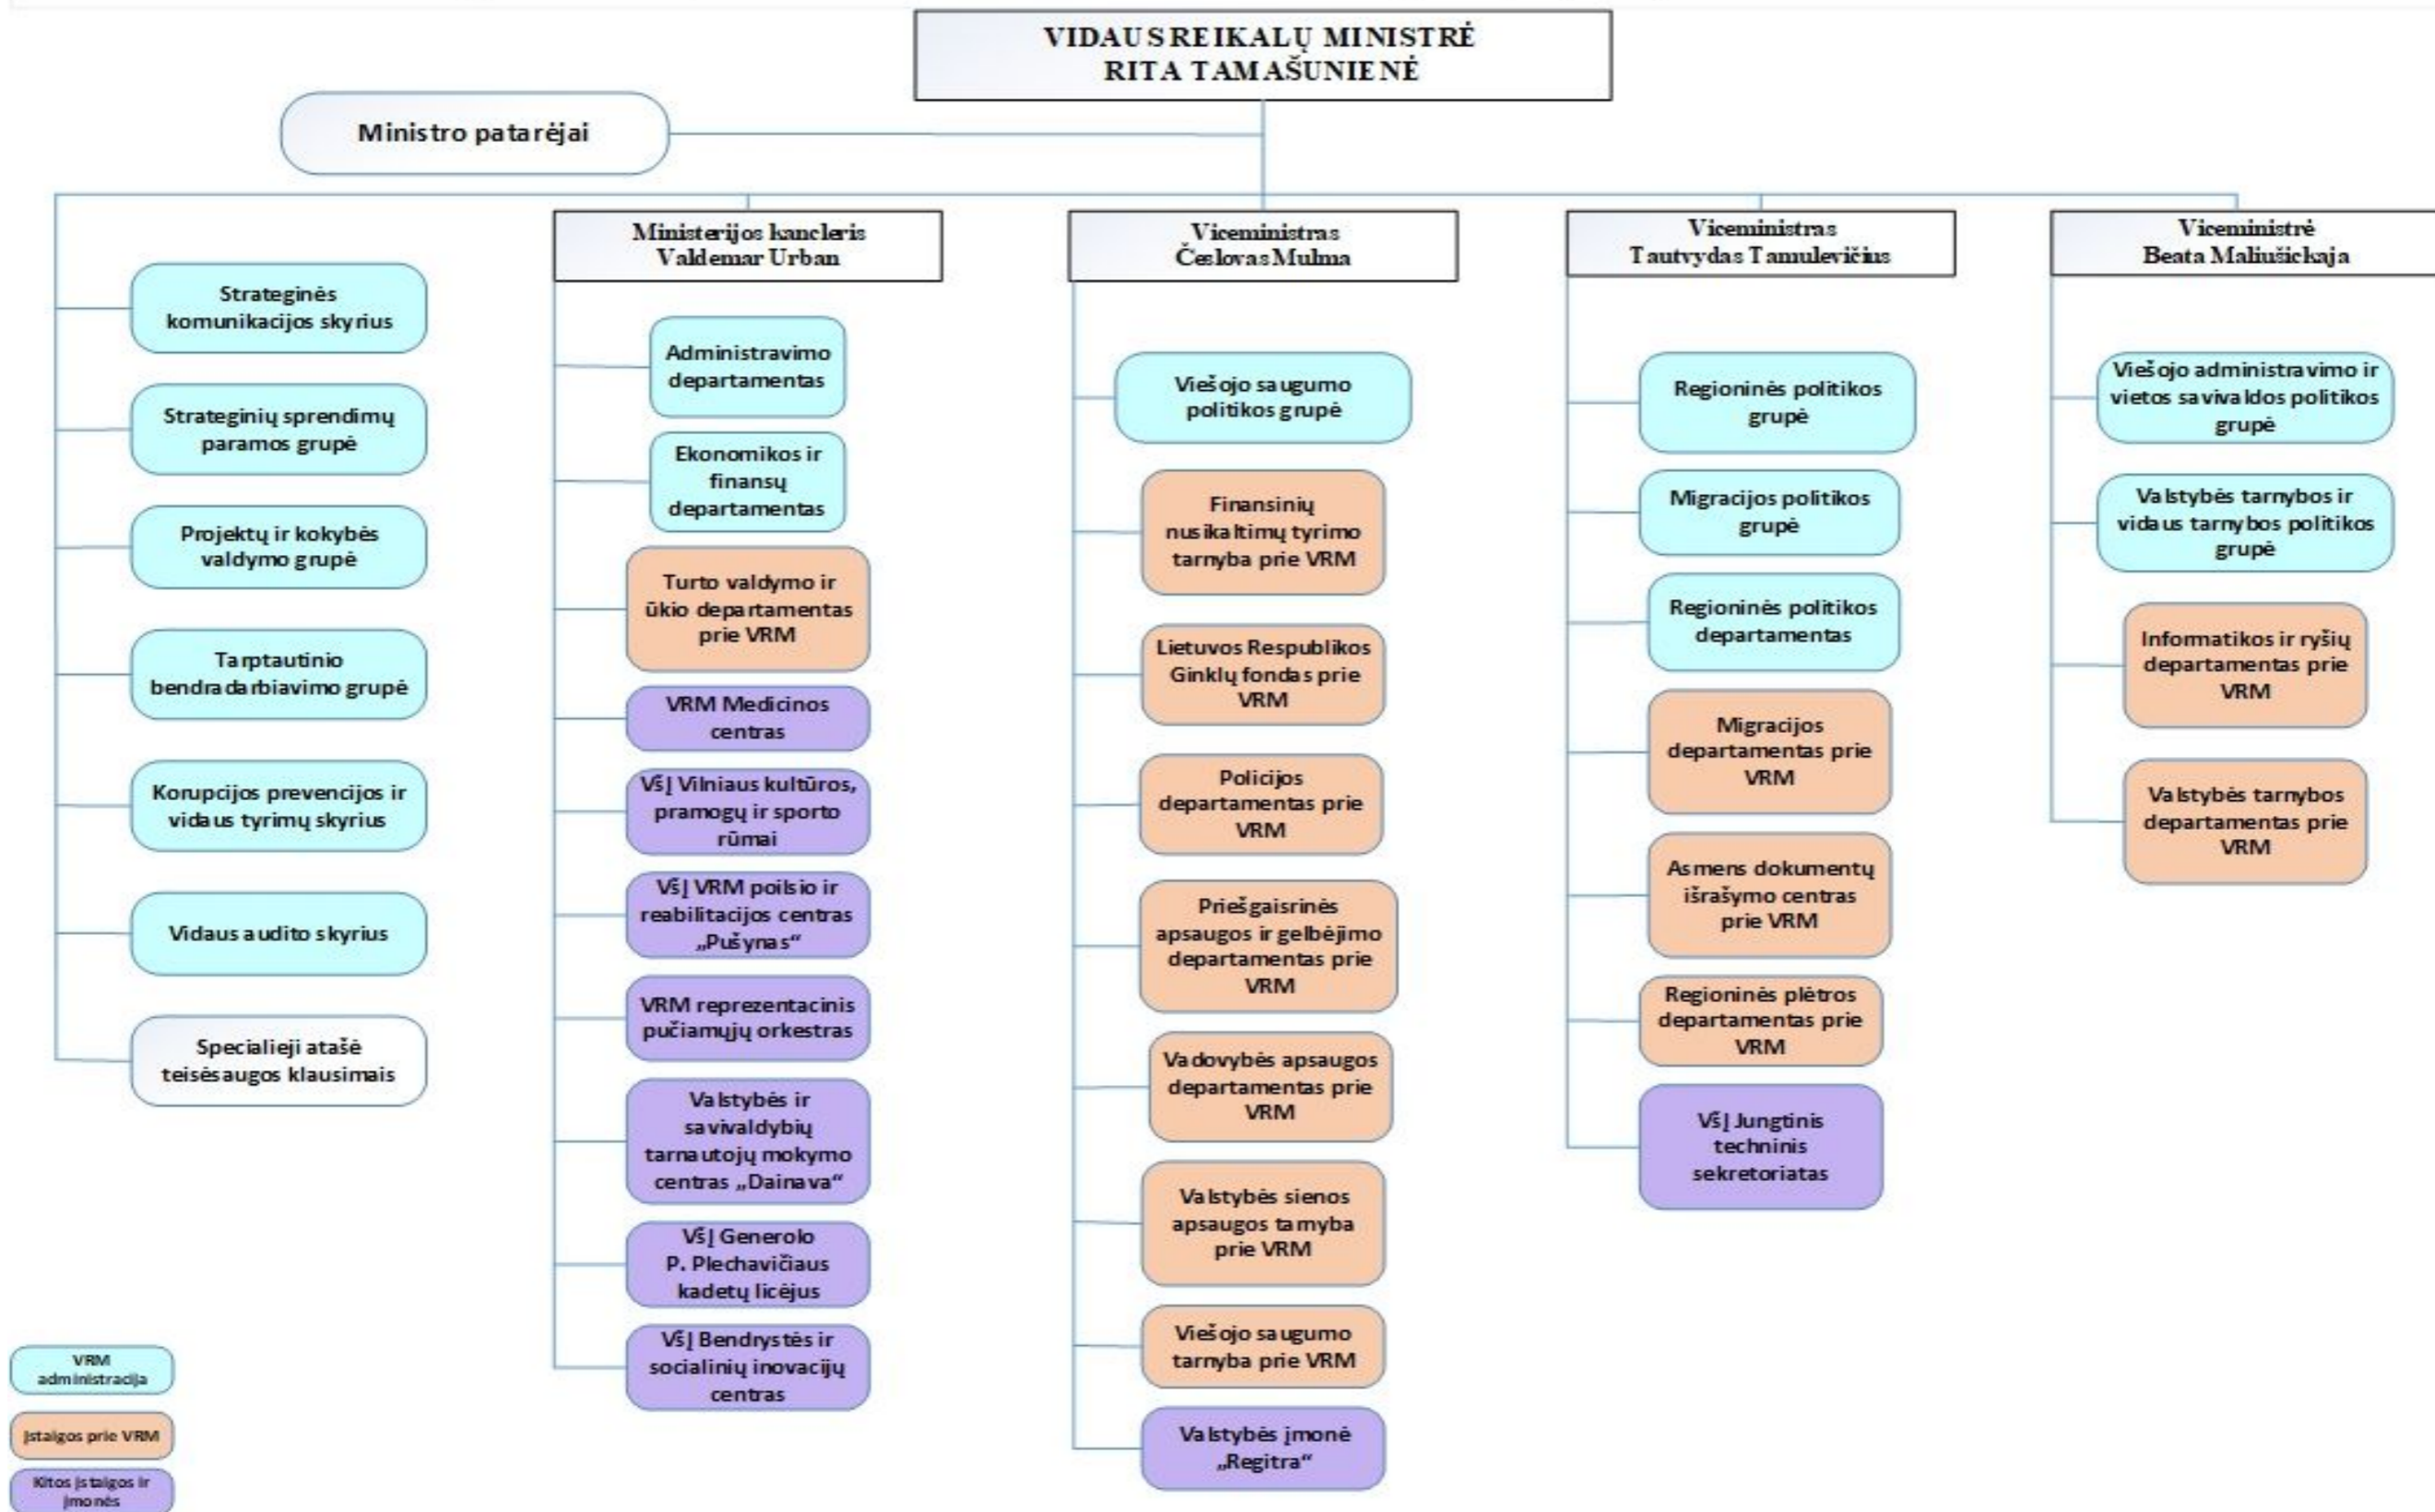 VIDAUS REIKALŲ MINISTRĖ
RITA TAMAŠUNIENĖ
Ministro patarėjai
Strateginės
komunikacijos skyrius
Strateginių sprendimų
paramos grupė
Projektų ir kokybės
valdymo grupė
Tarptautinio
bendradarbiavimo grupė
Korupcijos prevencijos ir
vidaus tyrimų skyrius
Vidaus audito skyrius
Specialieji atašė
teisėsaugos klausimais
Ministerijos kancleris
Valdemar Urban
Administravimo
departamentas
Ekonomikos ir
finansų
departamentas
Turto valdymo ir
ūkio departamentas
prie VRM
VRM Medicinos
centras
VšĮ Vilniaus kultūros,
pramogų ir sporto
rūmai
VšĮ VRM poilsio ir
reabilitacijos centras
„Pušynas“
VRM reprezentacinis
pučiamųjų orkestras
Valstybės ir
savivaldybių
tarnautojų mokymo
centras „Dainava“
VšĮ Generolo
P. Plechavičiaus
kadetų licėjus
VšĮ Bendrystės ir
socialinių inovacijų
centras
Viceministras
Česlovas Mulma
Viešojo saugumo
politikos grupė
Finansinių
nusikaltimų tyrimo
tarnyba prie VRM
Lietuvos Respublikos
Ginklų fondas prie
VRM
Policijos
departamentas prie
VRM
Priešgaisrinės
apsaugos ir gelbėjimo
departamentas prie
VRM
Vadovybės apsaugos
departamentas prie
VRM
Valstybės sienos
apsaugos tarnyba
prie VRM
Viešojo saugumo
tarnyba prie VRM
Valstybės įmonė
„Regitra“
Viceministras
Tautvydas Tamulevičius
Regioninės politikos
grupė
Migracijos politikos
grupė
Regioninės politikos
departamentas
Migracijos
departamentas prie
VRM
Asmens dokumentų
išrašymo centras
prie VRM
Regioninės plėtros
departamentas prie
VRM
VšĮ Jungtinis
techninis
sekretoriatas
Viceministrė
Beata Maliušickaja
Viešojo administravimo ir
vietos savivaldos politikos
grupė
Valstybės tarnybos ir
vidaus tarnybos politikos
grupė
Informatikos ir ryšių
departamentas prie
VRM
Valstybės tarnybos
departamentas prie
VRM
VRM
administracija
Įstaigos prie VRM
Kitos įstaigos ir
įmonės